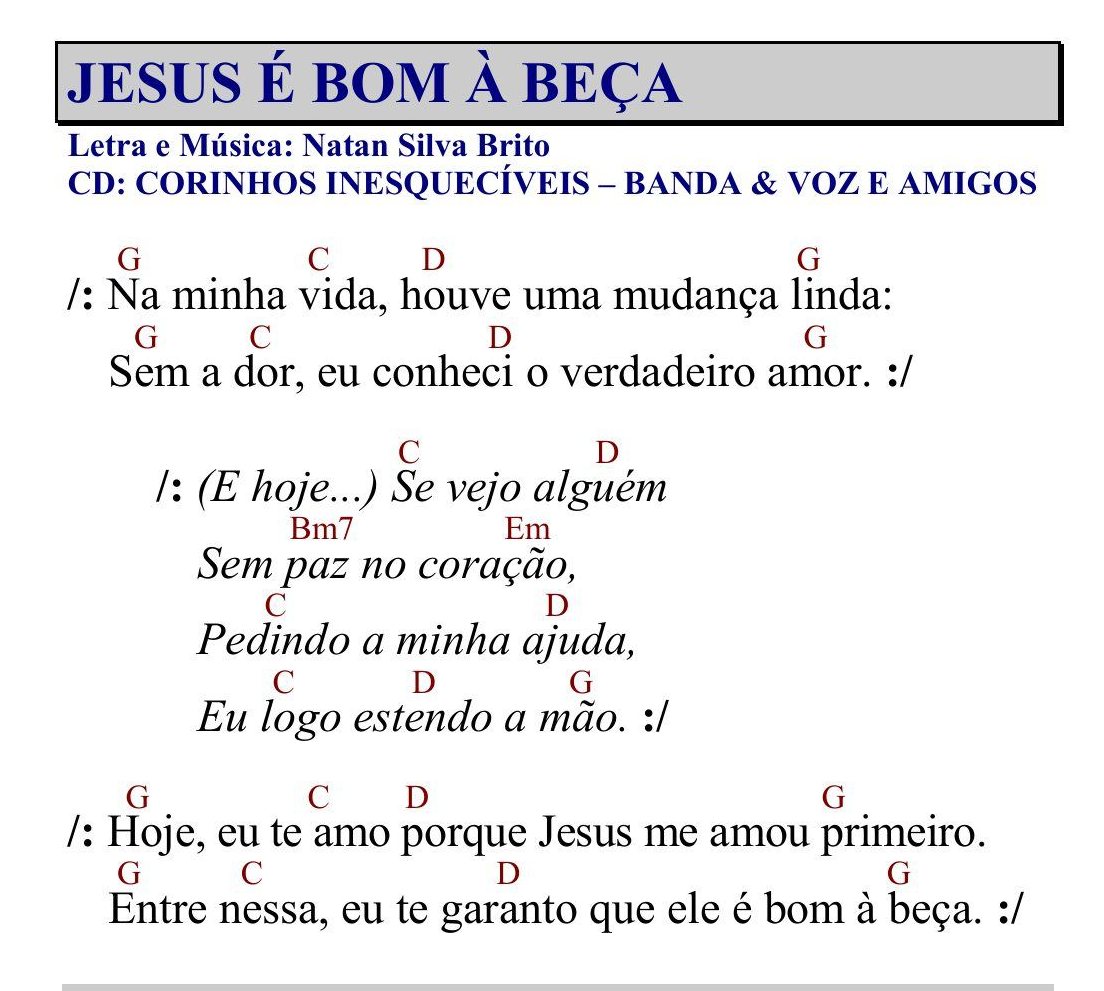 JESUS É BOM À BEÇA
Letra e Música: Natan Silva Brito
CD: CORINHOS INESQUECÍVEIS – BANDA & VOZ E AMIGOS
G C D G
/: Na minha vida, houve uma mudança linda:
G C D G
Sem a dor, eu conheci o verdadeiro amor. :/
C D
/: (E hoje...) Se vejo alguém
Bm7 Em
Sem paz no coração,
C D
Pedindo a minha ajuda,
C D G
Eu logo estendo a mão. :/
G C D G
/: Hoje, eu te amo porque Jesus me amou primeiro.
G C D G
Entre nessa, eu te garanto que ele é bom à beça. :/